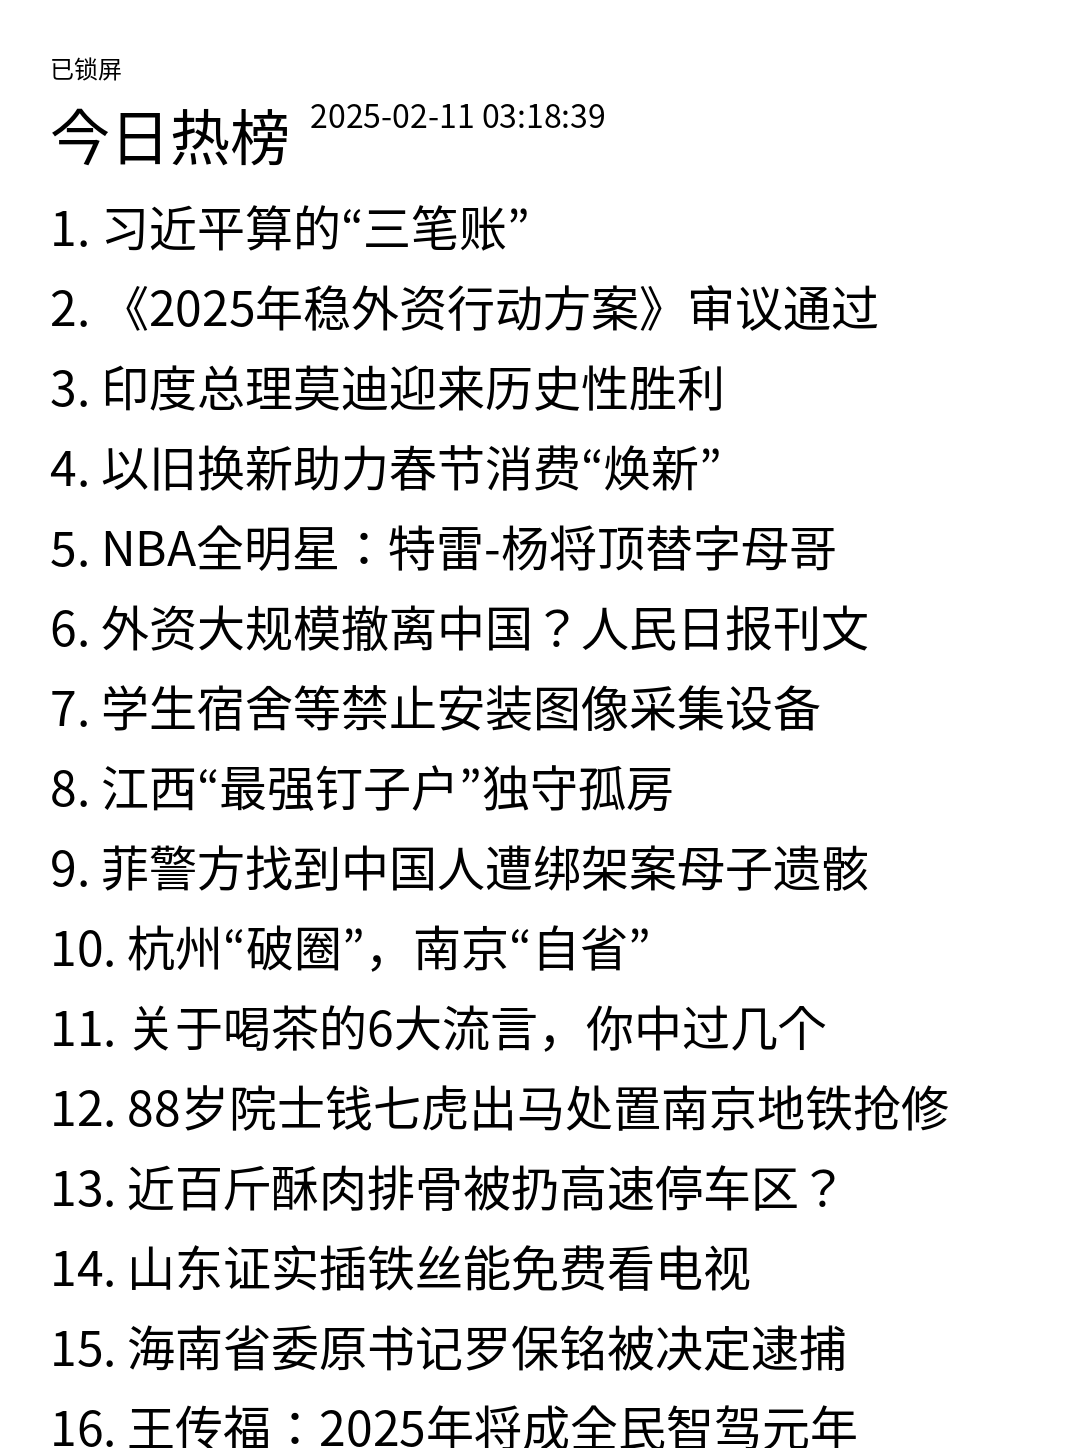 已锁屏
今日热榜 2025-02-11 03:18:39
1. 习近平算的“三笔账”
2. 《2025年稳外资行动方案》审议通过
3. 印度总理莫迪迎来历史性胜利
4. 以旧换新助力春节消费“焕新”
5. NBA全明星：特雷-杨将顶替字母哥
6. 外资大规模撤离中国？人民日报刊文
7. 学生宿舍等禁止安装图像采集设备
8. 江西“最强钉子户”独守孤房
9. 菲警方找到中国人遭绑架案母子遗骸
10. 杭州“破圈”，南京“自省”
11. 关于喝茶的6大流言，你中过几个
12. 88岁院士钱七虎出马处置南京地铁抢修
13. 近百斤酥肉排骨被扔高速停车区？
14. 山东证实插铁丝能免费看电视
15. 海南省委原书记罗保铭被决定逮捕
16. 王传福：2025年将成全民智驾元年